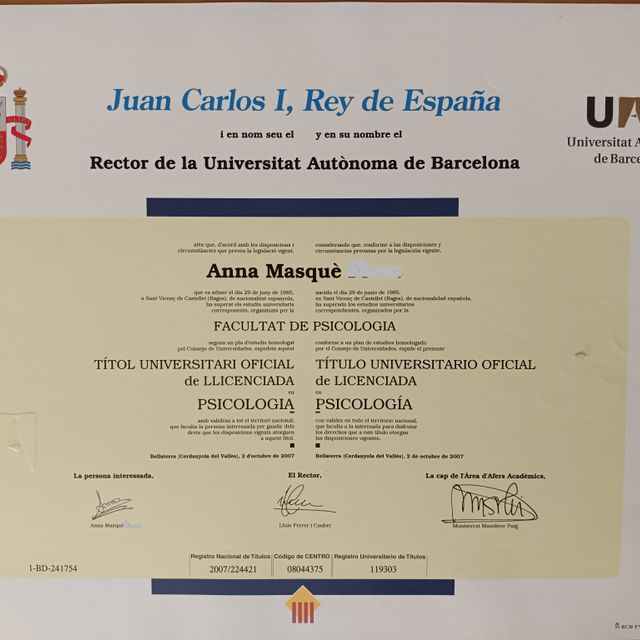 Juan Carlos I, Rey de España
i en nom seu el y en su nombre el
Rector de la Universitat Autònoma de Barcelona
UA
Universitat A
de Barce
atès que, d'acord amb les disposicions i
circumstàncies que preveu la legislació vigent,
considerando que, conforme a las disposiciones y
circunstancias previstas por la legislación vigente,
Anna Masquè
que va néixer el dia 29 de juny de 1985,
a Sant Vicenç de Castellet (Bages), de nacionalitat espanyola,
ha superat els estudis universitaris
corresponents, organitzats per la
nacida el día 29 de junio de 1985,
en Sant Vicenç de Castellet (Bages), de nacionalidad española,
ha superado los estudios universitarios
correspondientes, organizados por la
FACULTAT DE PSICOLOGIA
segons un pla d'estudis homologat
pel Consejo de Universidades, expedeix aquest
conforme a un plan de estudios homologado
por el Consejo de Universidades, expide el presente
TÍTOL UNIVERSITARI OFICIAL
de LLICENCIADA
en
PSICOLOGIA
TÍTULO UNIVERSITARIO OFICIAL
de LICENCIADA
en
PSICOLOGÍA
amb validesa a tot el territori nacional,
que faculta la persona interessada per gaudir dels
drets que les disposicions vigents atorguen
a aquest títol.
con validez en todo el territorio nacional,
que faculta a la interesada para disfrutar
los derechos que a este título otorgan
las disposiciones vigentes.
Bellaterra (Cerdanyola del Vallès), 2 d'octubre de 2007
Bellaterra (Cerdanyola del Vallès), 2 de octubre de 2007
La persona interessada,
El Rector,
La cap de l'Àrea d'Afers Acadèmics,
Anna Masquè
Lluís Ferrer i Caubet
Montserrat Masoliver Puig
1-BD-241754
Registro Nacional de Títulos
Código de CENTRO
Registro Universitario de Títulos
2007/224421
08044375
119303